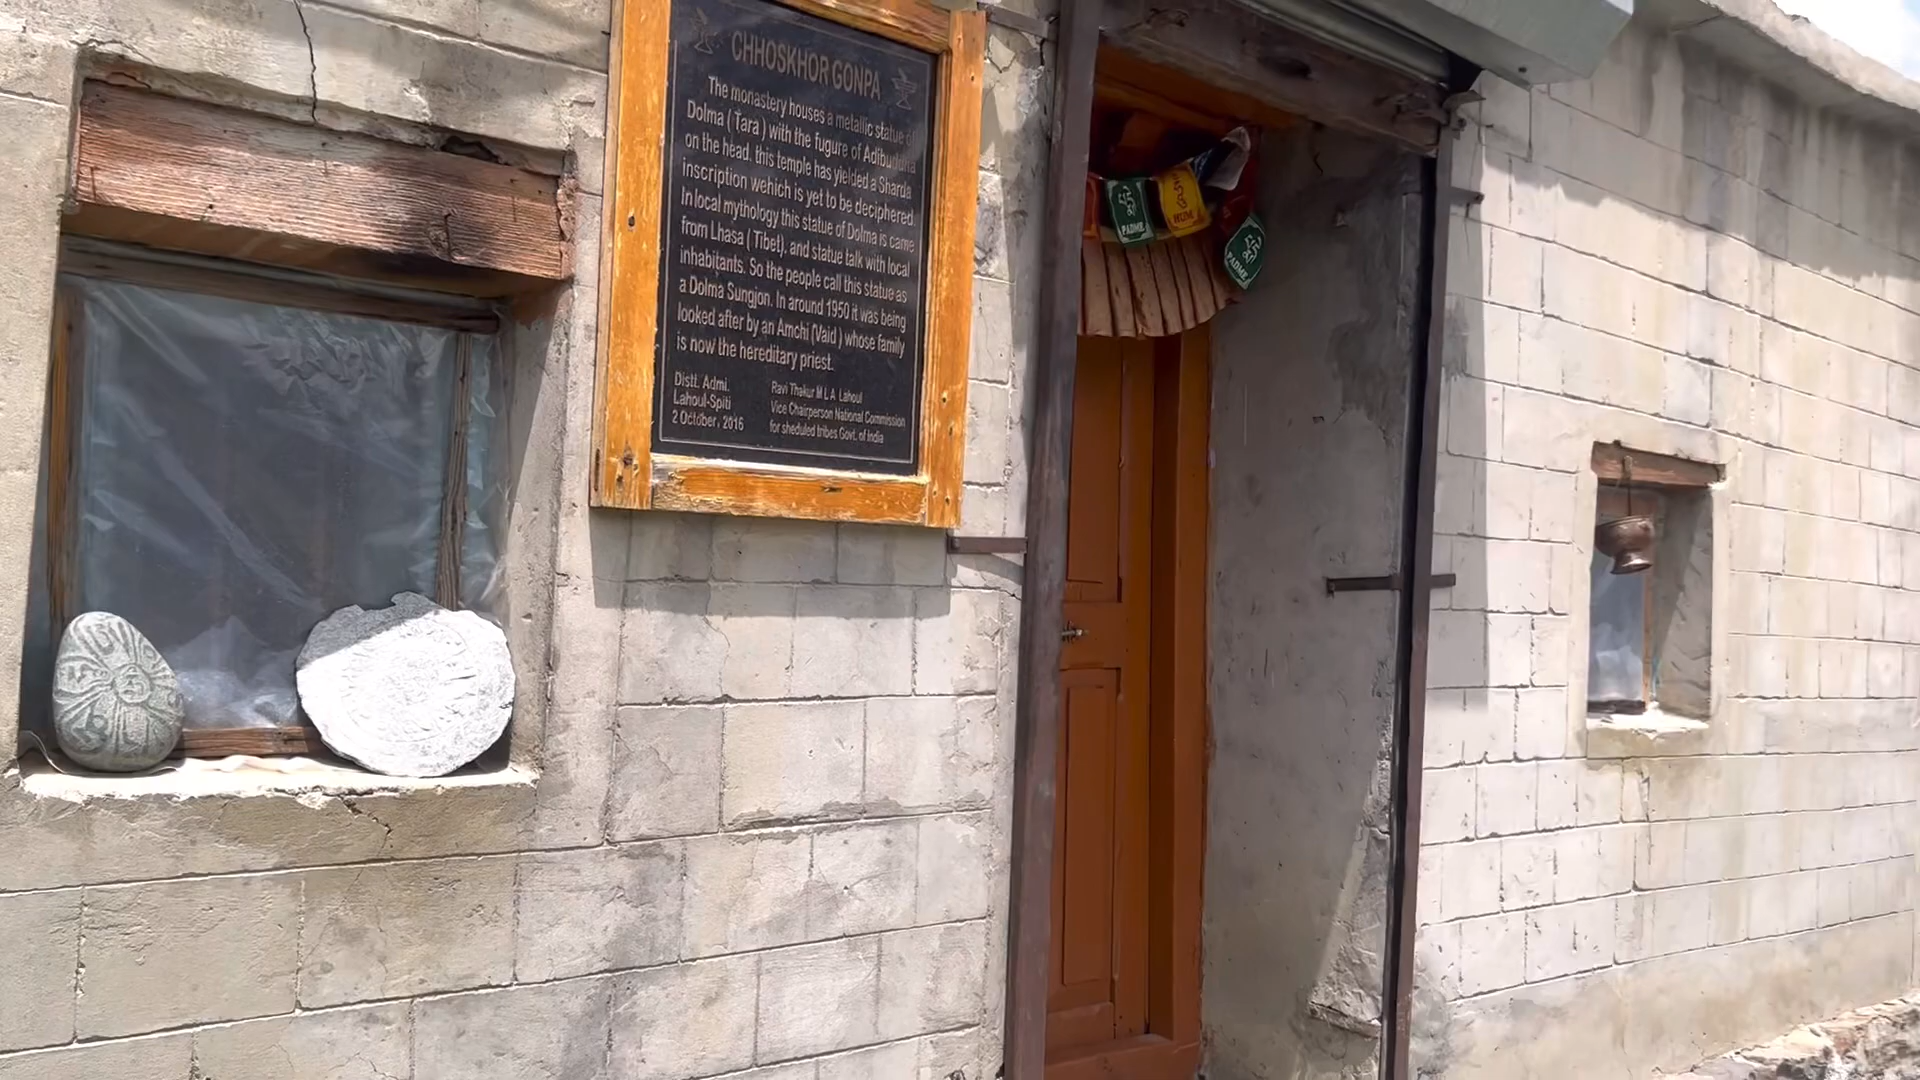 CHHOSKHOR GONPA
The monastery houses a metallic statue of
Dolma ( Tara ) with the fugure of Adibuddha
on the head. this temple has yielded a Sharda
inscription wehich is yet to be deciphered.
In local mythology this statue of Dolma is came
from Lhasa ( Tibet). and statue talk with local
inhabitants. So the people call this statue as
a Dolma Sungjon. In around 1950 it was being
looked after by an Amchi (Vaid ) whose family
is now the hereditary priest.
Distt. Admi.
Lahoul-Spiti
2 October, 2016
Ravi Thakur M L A Lahoul
Vice Chairperson National Commission
for sheduled tribes Govt. of India
PADME
HUM
PADME